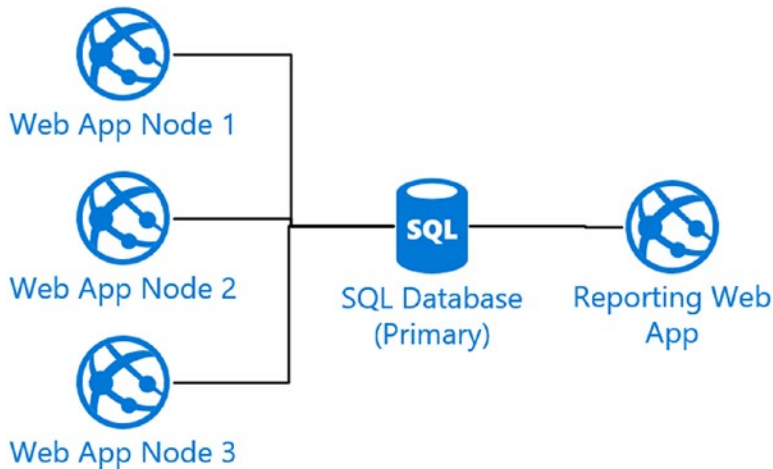 Web App Node 1
Web App Node 2
SQL
SQL Database
(Primary)
Reporting Web
App
Web App Node 3